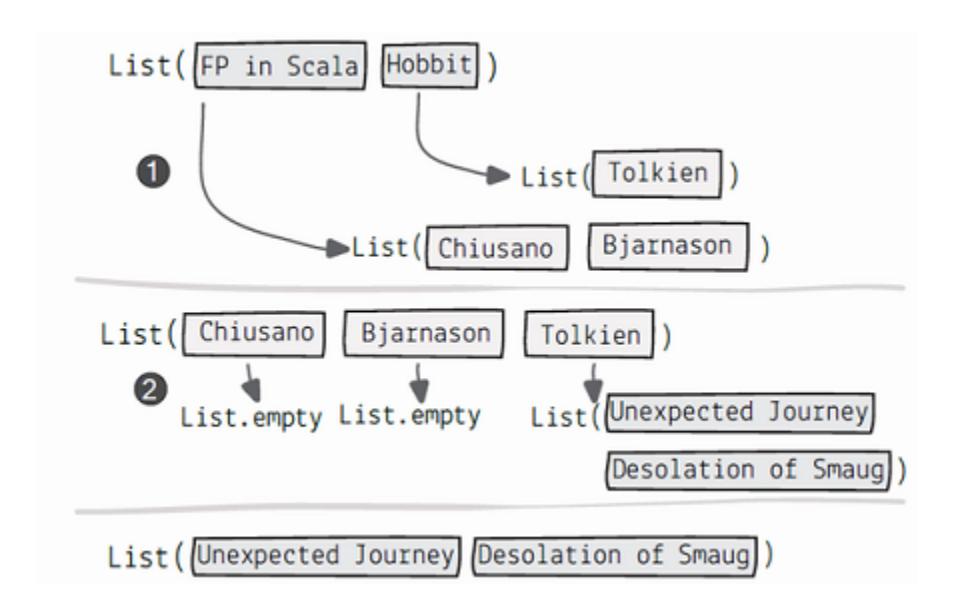 List( FP in Scala Hobbit )
1
List( Tolkien )
List( Chiusano Bjarnason )
List( Chiusano Bjarnason Tolkien )
2
List.empty List.empty List( Unexpected Journey
Desolation of Smaug )
List( Unexpected Journey Desolation of Smaug )